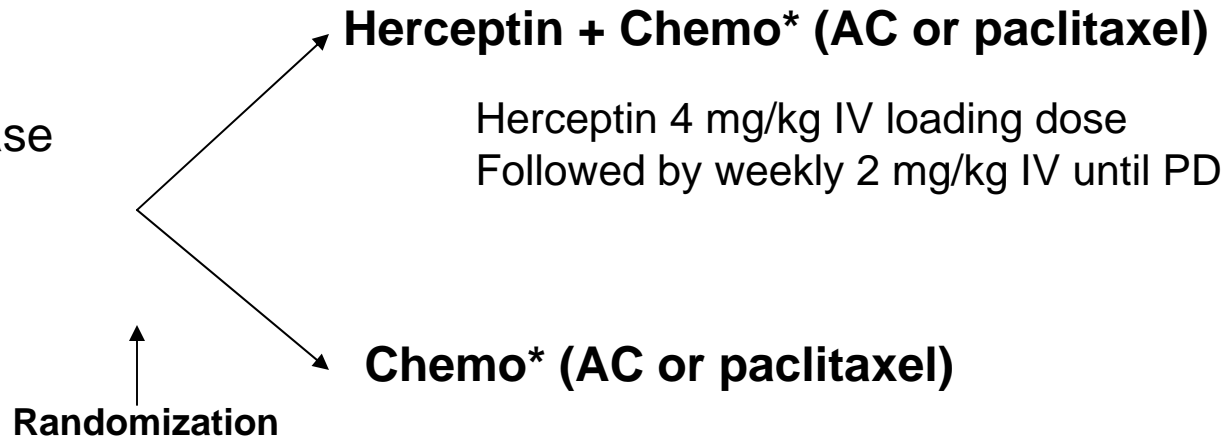 Herceptin + Chemo* (AC or paclitaxel)
Herceptin 4 mg/kg IV loading dose
Followed by weekly 2 mg/kg IV until PD
Chemo* (AC or paclitaxel)
Randomization